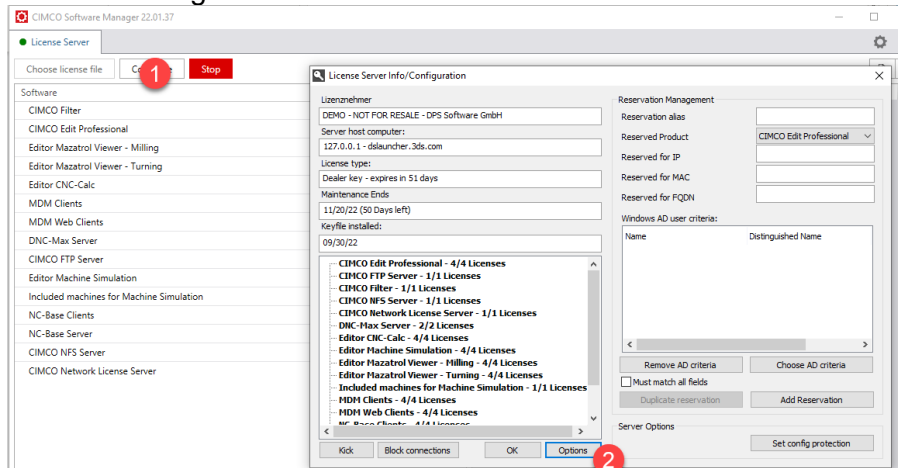 CIMCO Software Manager 22.01.37
License Server
Choose license file
1
Stop
Software
CIMCO Filter
CIMCO Edit Professional
Editor Mazatrol Viewer - Milling
Editor Mazatrol Viewer - Turning
Editor CNC-Calc
MDM Clients
MDM Web Clients
DNC-Max Server
CIMCO FTP Server
Editor Machine Simulation
Included machines for Machine Simulation
NC-Base Clients
NC-Base Server
CIMCO NFS Server
CIMCO Network License Server
License Server Info/Configuration
Lizenznehmer
DEMO - NOT FOR RESALE - DPS Software GmbH
Server host computer:
127.0.0.1 - dslauncher.3ds.com
License type:
Dealer key - expires in 51 days
Maintenance Ends
11/20/22 (50 Days left)
Keyfile installed:
09/30/22
CIMCO Edit Professional - 4/4 Licenses
CIMCO FTP Server - 1/1 Licenses
CIMCO Filter - 1/1 Licenses
CIMCO NFS Server - 1/1 Licenses
CIMCO Network License Server - 1/1 Licenses
DNC-Max Server - 2/2 Licenses
Editor CNC-Calc - 4/4 Licenses
Editor Machine Simulation - 4/4 Licenses
Editor Mazatrol Viewer - Milling - 4/4 Licenses
Editor Mazatrol Viewer - Turning - 4/4 Licenses
Included machines for Machine Simulation - 1/1 Licenses
MDM Clients - 4/4 Licenses
MDM Web Clients - 4/4 Licenses
NC-Base Clients - 4/4 Licenses
Kick
Block connections
OK
Options
2
Reservation Management
Reservation alias
Reserved Product
CIMCO Edit Professional
Reserved for IP
Reserved for MAC
Reserved for FQDN
Windows AD user criteria:
Name
Distinguished Name
Remove AD criteria
Choose AD criteria
Must match all fields
Duplicate reservation
Add Reservation
Server Options
Set config protection